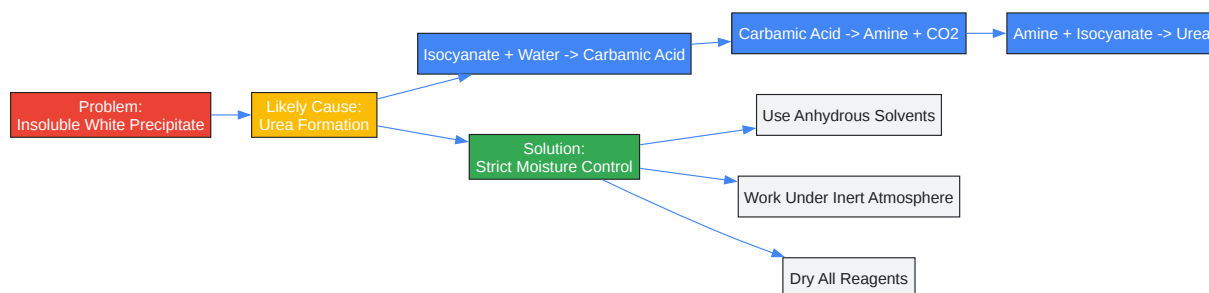 Problem:
Insoluble White Precipitate
Likely Cause:
Urea Formation
Isocyanate + Water -> Carbamic Acid
Carbamic Acid -> Amine + CO2
Amine + Isocyanate -> Urea
Solution:
Strict Moisture Control
Use Anhydrous Solvents
Work Under Inert Atmosphere
Dry All Reagents